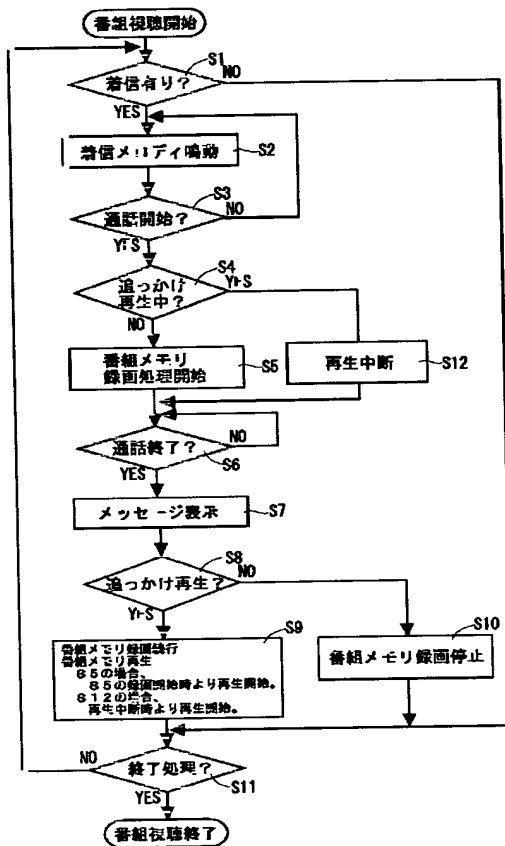 番組視聴開始
S1
着信有り?
NO
YES
着信メロディ鳴動
S2
S3
通話開始?
NO
YES
S4
追っかけ
再生中?
YES
NO
番組メモリ
録画処理開始
S5
再生中断
S12
通話終了?
NO
S6
YES
メッセージ表示
S7
S8
追っかけ再生?
NO
YES
S9
番組メモリ録画続行
番組メモリ再生
S5の場合、
S5の録画開始時より再生開始。
S12の場合、
再生中断時より再生開始。
S10
番組メモリ録画停止
NO
終了処理?
S11
YES
番組視聴終了